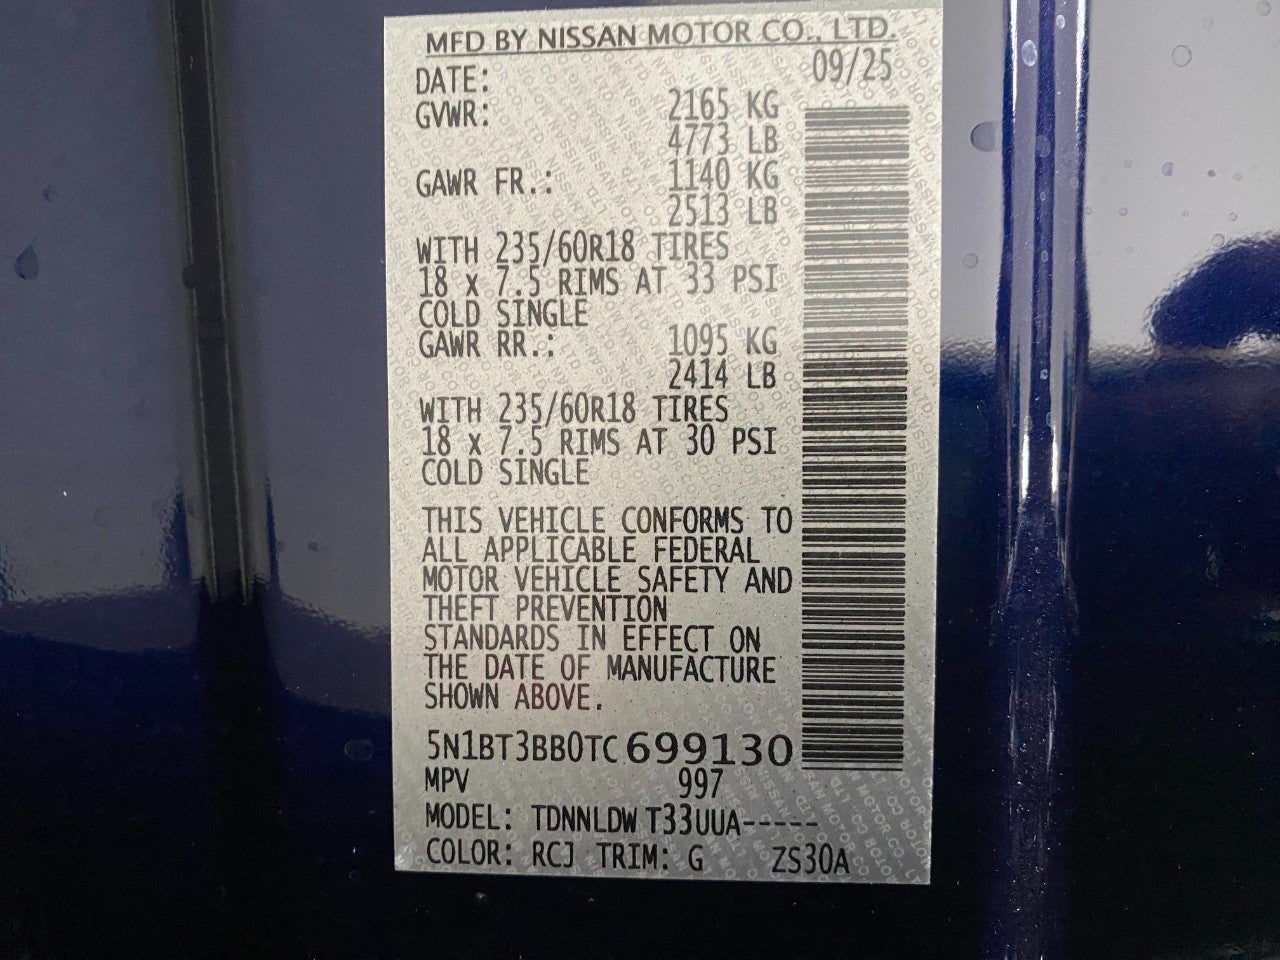 MFD BY NISSAN MOTOR CO., LTD.
DATE: 09/25
GVWR: 2165 KG
4773 LB
GAWR FR.: 1140 KG
2513 LB
WITH 235/60R18 TIRES
18 x 7.5 RIMS AT 33 PSI
COLD SINGLE
GAWR RR.: 1095 KG
2414 LB
WITH 235/60R18 TIRES
18 x 7.5 RIMS AT 30 PSI
COLD SINGLE
THIS VEHICLE CONFORMS TO
ALL APPLICABLE FEDERAL
MOTOR VEHICLE SAFETY AND
THEFT PREVENTION
STANDARDS IN EFFECT ON
THE DATE OF MANUFACTURE
SHOWN ABOVE.
5N1BT3BB0TC699130
MPV 997
MODEL: TDNNLDW T33UUA-----
COLOR: RCJ TRIM: G ZS30A